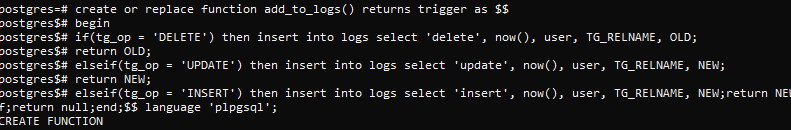 postgres=# create or replace function add_to_logs() returns trigger as $$
postgres$# begin
postgres$# if(tg_op = 'DELETE') then insert into logs select 'delete', now(), user, TG_RELNAME, OLD;
postgres$# return OLD;
postgres$# elseif(tg_op = 'UPDATE') then insert into logs select 'update', now(), user, TG_RELNAME, NEW;
postgres$# return NEW;
postgres$# elseif(tg_op = 'INSERT') then insert into logs select 'insert', now(), user, TG_RELNAME, NEW;return NEW
f;return null;end;$$ language 'plpgsql';
CREATE FUNCTION